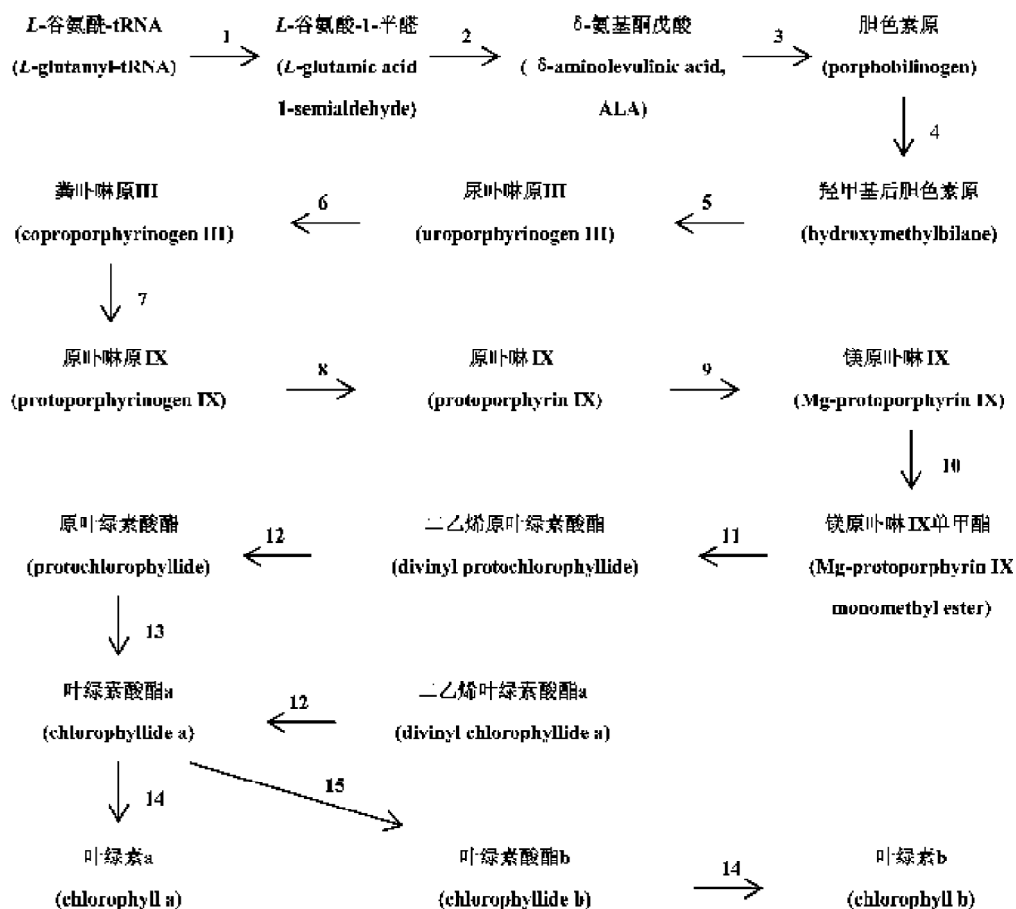 L-谷氨酰-tRNA 1 L-谷氨酸-1-半醛 2 δ-氨基酮戊酸 3 胆色素原
(L-glutamyl-tRNA) (L-glutamic acid (δ-aminolevulinic acid, (porphobilinogen)
1-semialdehyde) ALA)
4
粪卟啉原III 6 尿卟啉原III 5 羟甲基后胆色素原
(coproporphyrinogen III) (uroporphyrinogen III) (hydroxymethylbilane)
7
原卟啉原IX 8 原卟啉IX 9 镁原卟啉IX
(protoporphyrinogen IX) (protoporphyrin IX) (Mg-protoporphyrin IX)
10
原叶绿素酸酯 12 二乙烯原叶绿素酸酯 11 镁原卟啉IX单甲酯
(protochlorophyllide) (divinyl protochlorophyllide) (Mg-protoporphyrin IX
monomethyl ester)
13
叶绿素酸酯a 12 二乙烯叶绿素酸酯a
(chlorophyllide a) (divinyl chlorophyllide a)
14 15
叶绿素a 叶绿素酸酯b 14 叶绿素b
(chlorophyll a) (chlorophyllide b) (chlorophyll b)